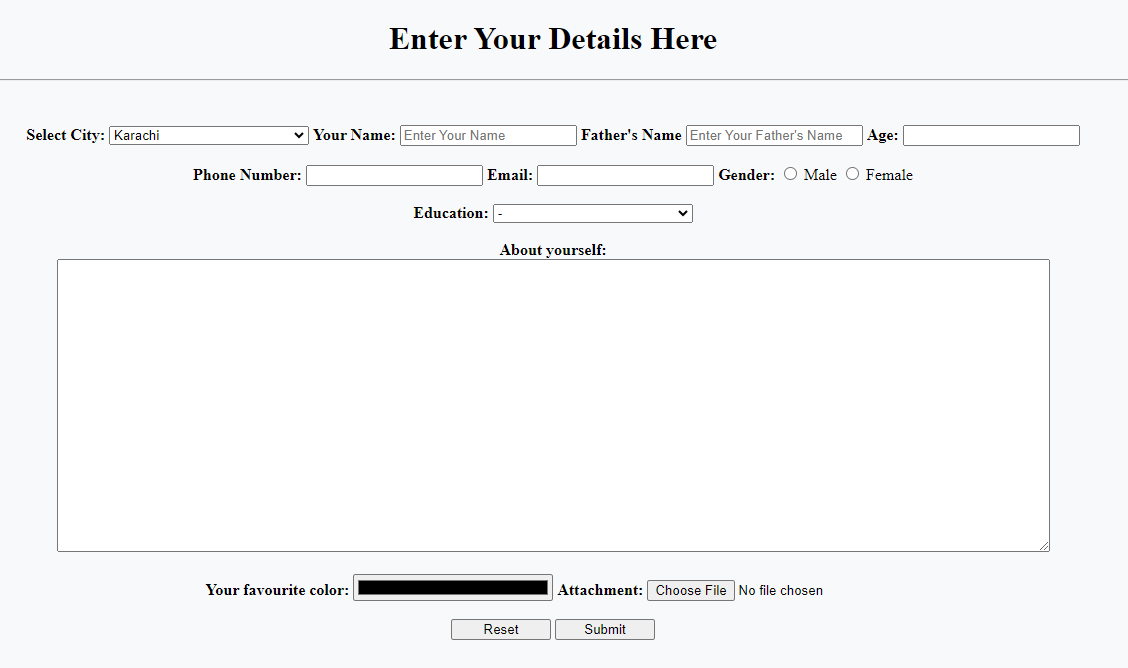 Enter Your Details Here
Select City: Karachi Your Name: Enter Your Name Father's Name Enter Your Father's Name Age:
Phone Number: Email: Gender: Male Female
Education: -
About yourself:
Your favourite color: Attachment: Choose File No file chosen
Reset Submit